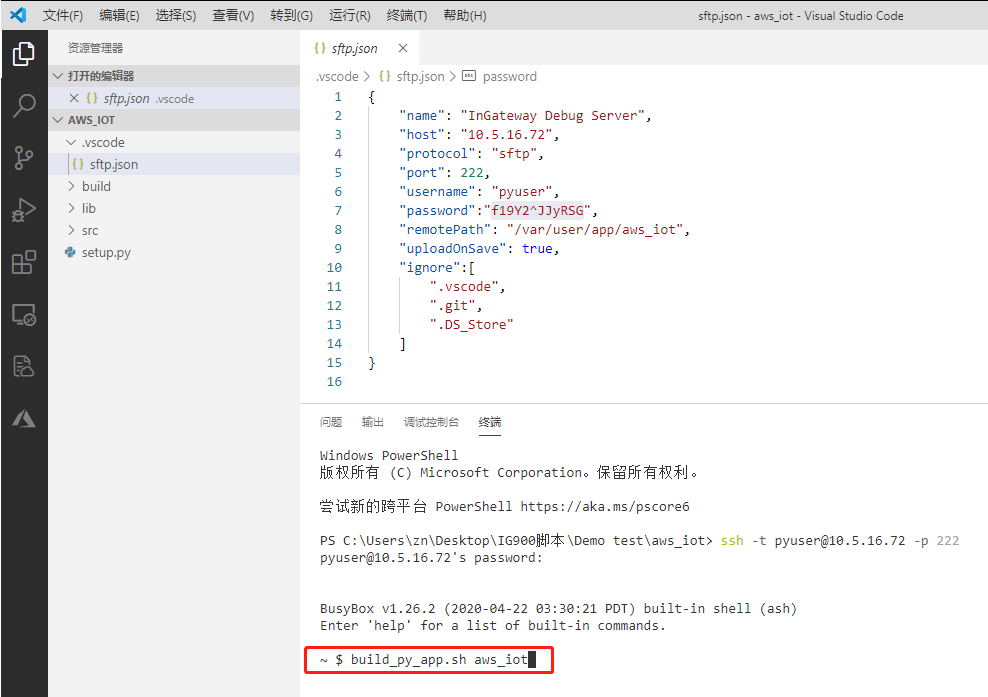 文件(F) 编辑(E) 选择(S) 查看(V) 转到(G) 运行(R) 终端(T) 帮助(H) sftp.json - aws_iot - Visual Studio Code
资源管理器
打开的编辑器
{} sftp.json .vscode
AWS_IOT
.vscode
{} sftp.json
build
lib
src
setup.py
{} sftp.json
.vscode > {} sftp.json > abc password
1 {
2 "name": "InGateway Debug Server",
3 "host": "10.5.16.72",
4 "protocol": "sftp",
5 "port": 222,
6 "username": "pyuser",
7 "password":"f19Y2^JJyRSG",
8 "remotePath": "/var/user/app/aws_iot",
9 "uploadOnSave": true,
10 "ignore":[
11 ".vscode",
12 ".git",
13 ".DS_Store"
14 ]
15 }
16
问题 输出 调试控制台 终端
Windows PowerShell
版权所有 (C) Microsoft Corporation。保留所有权利。
尝试新的跨平台 PowerShell https://aka.ms/pscore6
PS C:\Users\zn\Desktop\IG900脚本\Demo test\aws_iot> ssh -t pyuser@10.5.16.72 -p 222
pyuser@10.5.16.72's password:
BusyBox v1.26.2 (2020-04-22 03:30:21 PDT) built-in shell (ash)
Enter 'help' for a list of built-in commands.
~ $ build_py_app.sh aws_iot